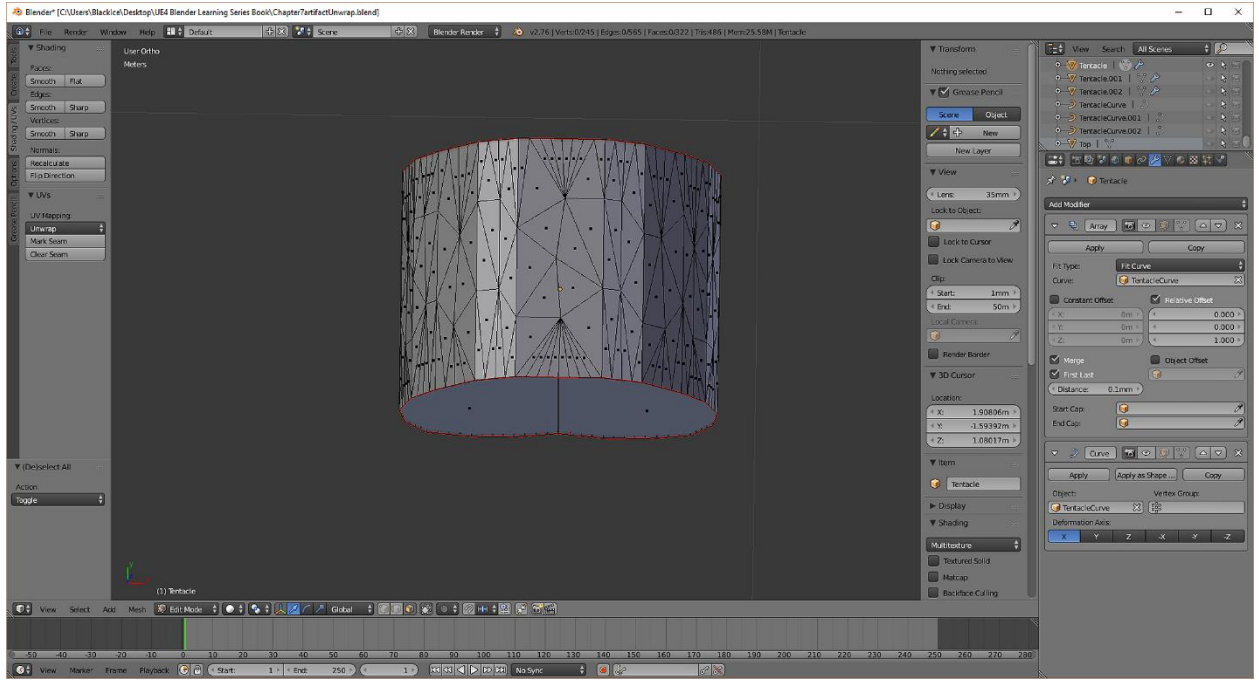 Blender* [C:\Users\BlackIce\Desktop\UE4 Blender Learning Series Book\Chapter7artifactUnwrap.blend]
File Render Window Help Default Scene Blender Render v2.76 | Verts:0/245 | Edges:0/565 | Faces:0/322 | Tris:486 | Mem:25.58M | Tentacle
Tools
Create
Shading / UVs
Options
Grease Pencil
Shading
Faces:
Smooth Flat
Edges:
Smooth Sharp
Vertices:
Smooth Sharp
Normals:
Recalculate
Flip Direction
UVs
UV Mapping:
Unwrap
Mark Seam
Clear Seam
(De)select All
Action
Toggle
User Ortho
Meters
(1) Tentacle
Transform
Nothing selected
Grease Pencil
Scene Object
New
New Layer
View
Lens: 35mm
Lock to Object:
Lock to Cursor
Lock Camera to View
Clip:
Start: 1mm
End: 50m
Local Camera:
Render Border
3D Cursor
Location:
X: 1.90806m
Y: -1.59392m
Z: 1.08017m
Item
Tentacle
Display
Shading
Multitexture
Textured Solid
Matcap
Backface Culling
View Search All Scenes
Tentacle
Tentacle.001
Tentacle.002
TentacleCurve
TentacleCurve.001
TentacleCurve.002
Top
Tentacle
Add Modifier
Array
Apply Copy
Fit Type: Fit Curve
Curve: TentacleCurve
Constant Offset Relative Offset
X: 0m 0.000
Y: 0m 0.000
Z: 0m 1.000
Merge Object Offset
First Last
Distance: 0.1mm
Start Cap:
End Cap:
Curve
Apply Apply as Shape ... Copy
Object: Vertex Group:
TentacleCurve
Deformation Axis:
X Y Z -X -Y -Z
View Select Add Mesh Edit Mode Global
-50 -40 -30 -20 -10 0 10 20 30 40 50 60 70 80 90 100 110 120 130 140 150 160 170 180 190 200 210 220 230 240 250 260 270 280
View Marker Frame Playback Start: 1 End: 250 1 No Sync